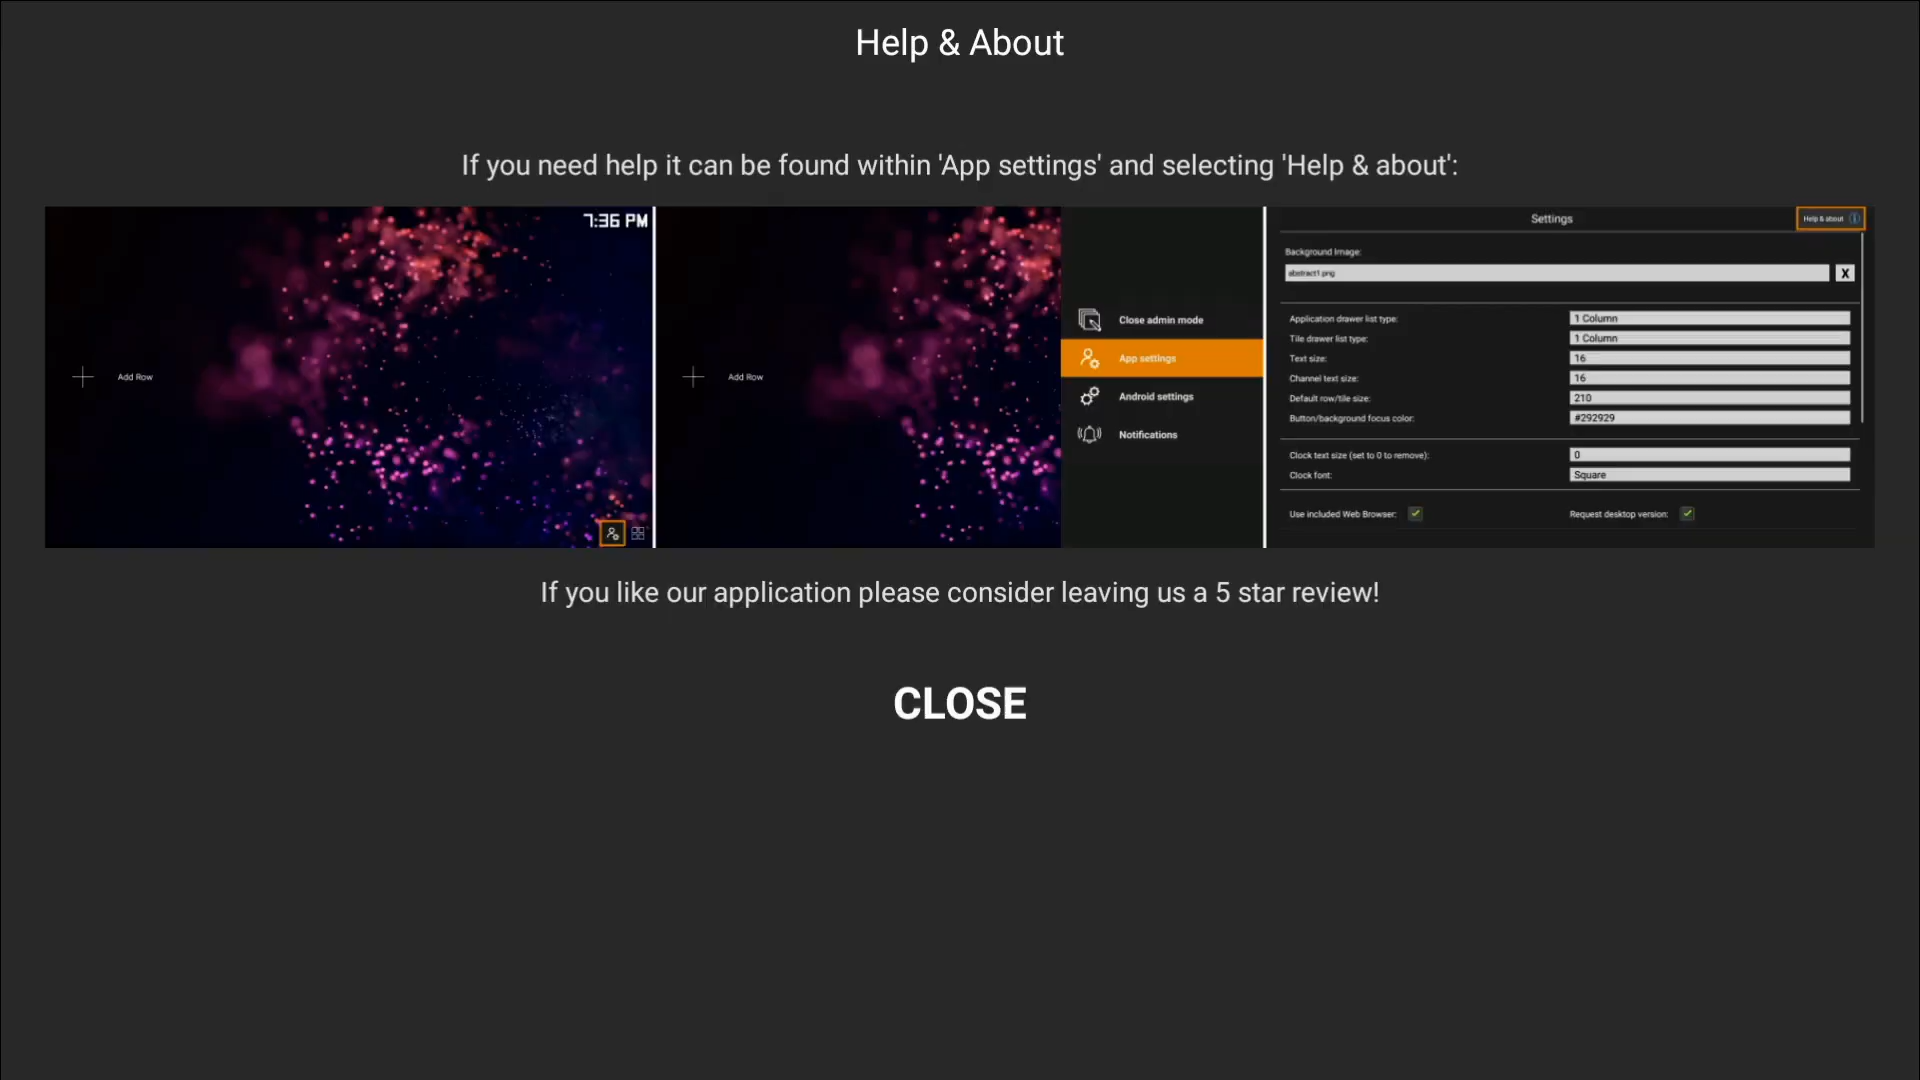 Help & About
If you need help it can be found within 'App settings' and selecting 'Help & about':
7:36 PM
Add Row
Add Row
Close admin mode
App settings
Android settings
Notifications
Settings
Help & about
Background Image:
abstract1.png
X
Application drawer list type: 1 Column
Tile drawer list type: 1 Column
Text size: 16
Channel text size: 16
Default row/tile size: 210
Button/background focus color: #292929
Clock text size (set to 0 to remove): 0
Clock font: Square
Use included Web Browser: Request desktop version:
If you like our application please consider leaving us a 5 star review!
CLOSE